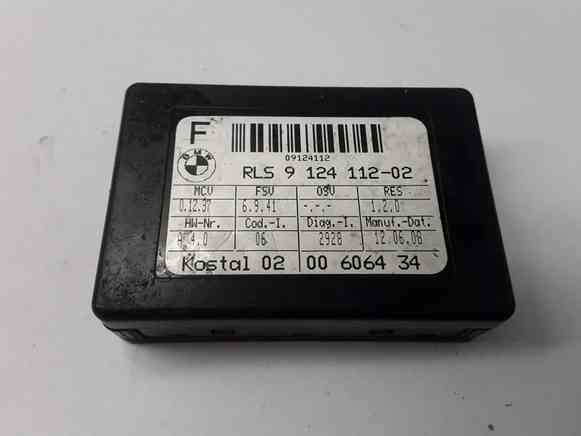 F
09124112
BMW
RLS 9 124 112-02
MCV FSV OSV RES
0.12.37 6.9.41 -.-.- 1.2.0
HW-Nr. Cod.-I. Diag.-I. Manuf.-Dat.
4.0 06 2928 12.06.08
Kostal 02 00 6064 34